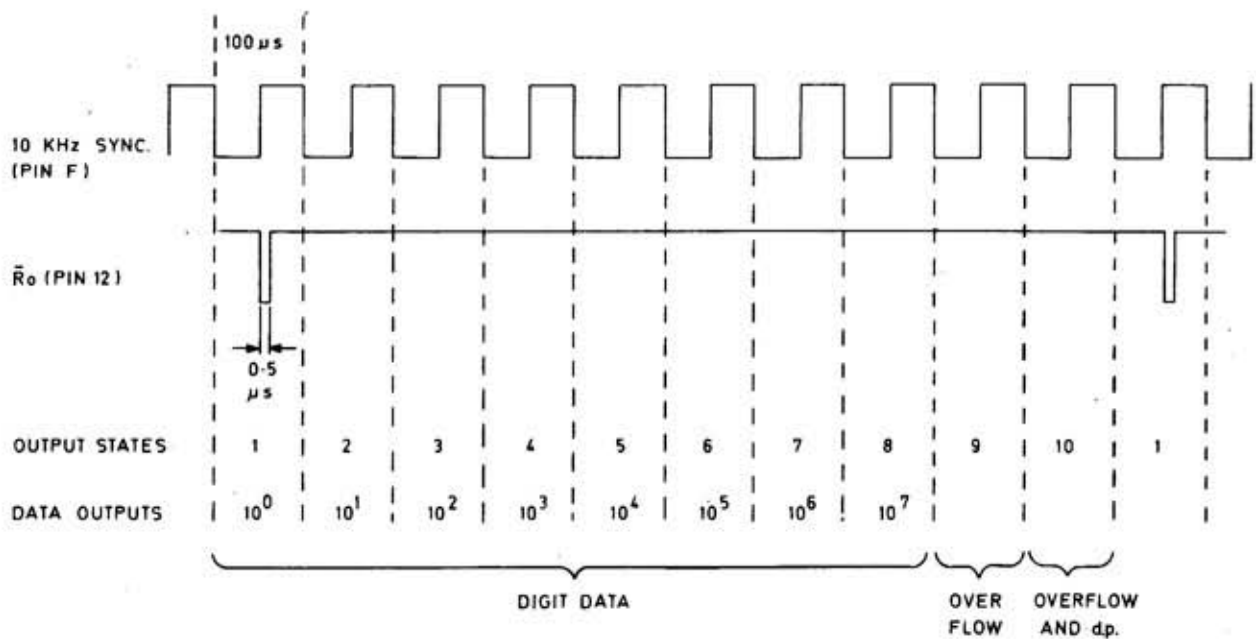 100 μs
10 KHz SYNC.
(PIN F)
R̄o (PIN 12)
0·5
μs
OUTPUT STATES 1 2 3 4 5 6 7 8 9 10 1
DATA OUTPUTS 10⁰ 10¹ 10² 10³ 10⁴ 10⁵ 10⁶ 10⁷
DIGIT DATA OVER OVERFLOW
FLOW AND d.p.